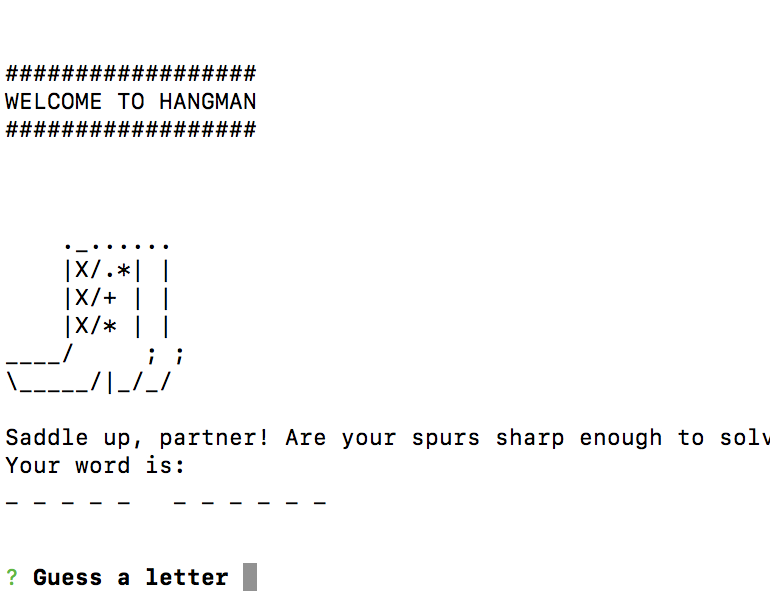 ##################
WELCOME TO HANGMAN
##################
    ._......
    |X/.*| |
    |X/+ | |
    |X/* | |
____/     ; ;
\_____/|_/_/
Saddle up, partner! Are your spurs sharp enough to solv
Your word is:
_ _ _ _ _   _ _ _ _ _ _
? Guess a letter